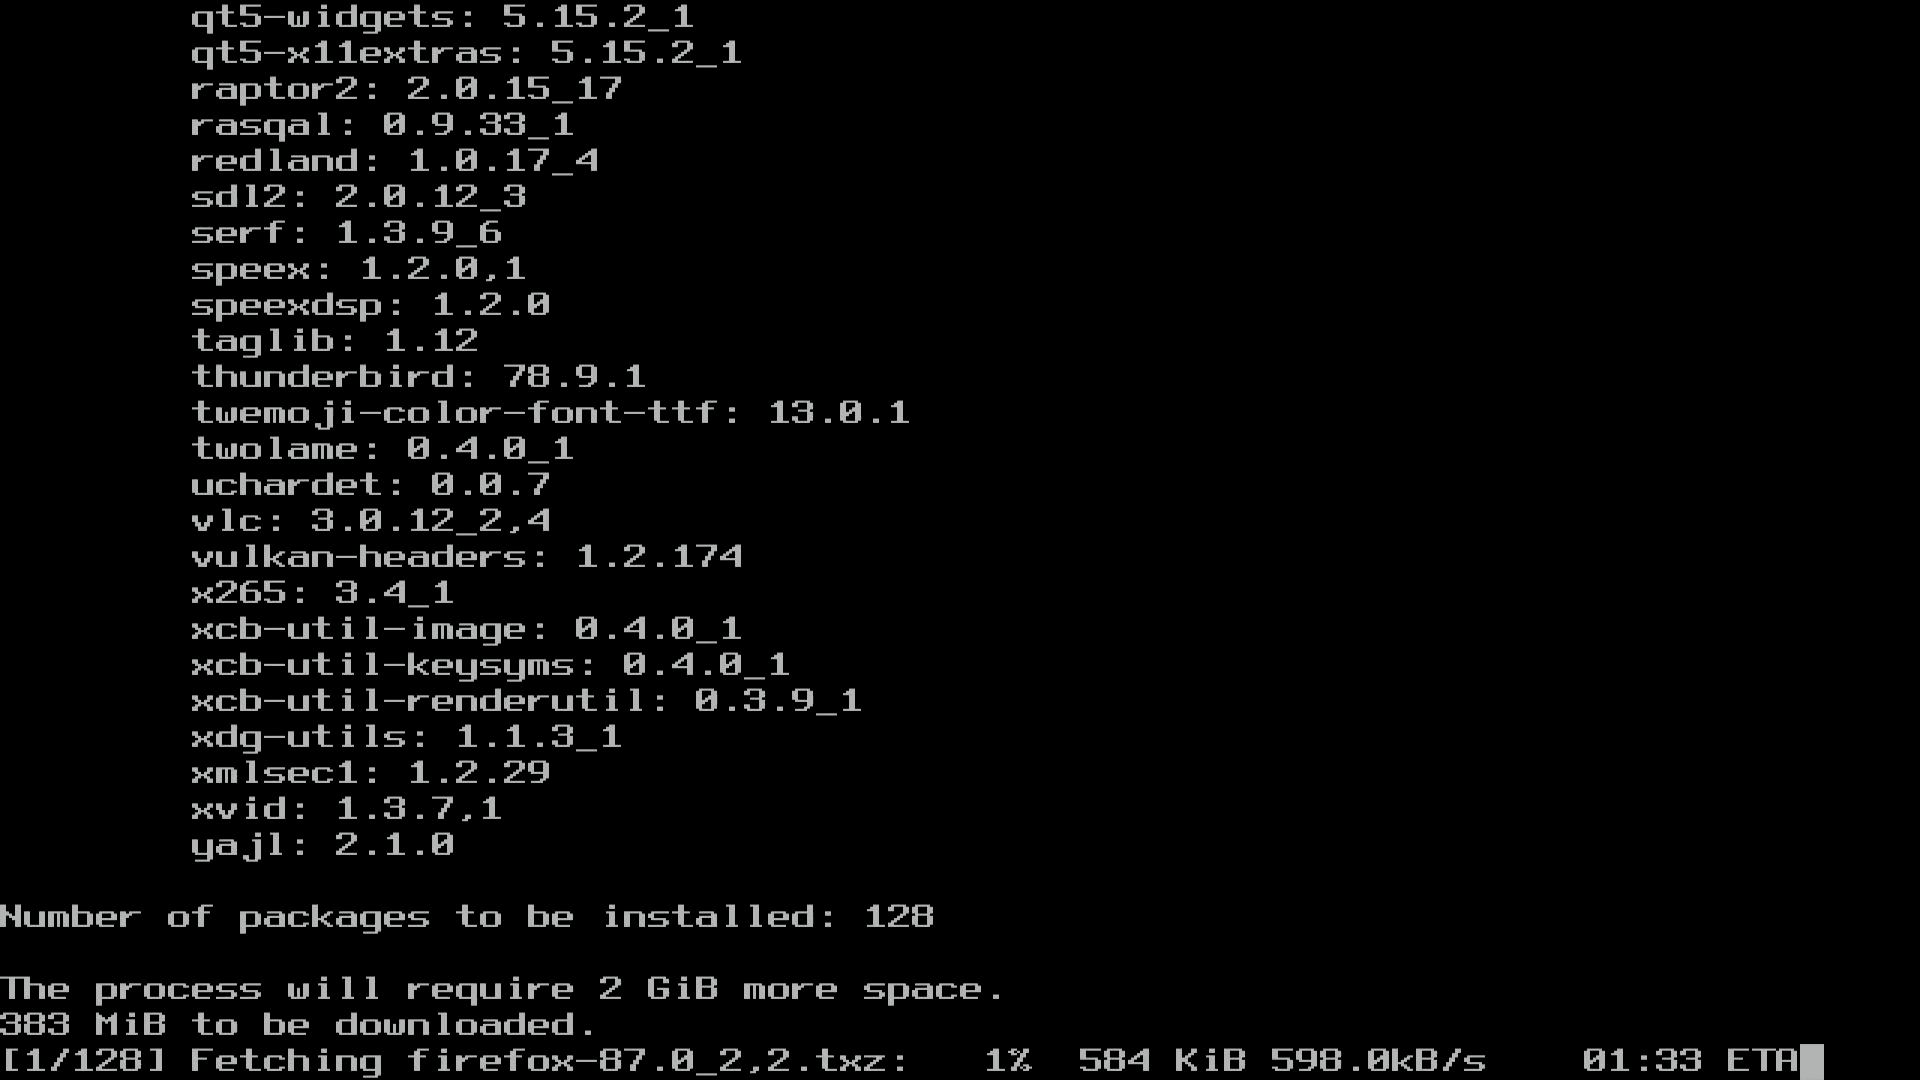 qt5-widgets: 5.15.2_1
qt5-x11extras: 5.15.2_1
raptor2: 2.0.15_17
rasqal: 0.9.33_1
redland: 1.0.17_4
sdl2: 2.0.12_3
serf: 1.3.9_6
speex: 1.2.0,1
speexdsp: 1.2.0
taglib: 1.12
thunderbird: 78.9.1
twemoji-color-font-ttf: 13.0.1
twolame: 0.4.0_1
uchardet: 0.0.7
vlc: 3.0.12_2,4
vulkan-headers: 1.2.174
x265: 3.4_1
xcb-util-image: 0.4.0_1
xcb-util-keysyms: 0.4.0_1
xcb-util-renderutil: 0.3.9_1
xdg-utils: 1.1.3_1
xmlsec1: 1.2.29
xvid: 1.3.7,1
yajl: 2.1.0
Number of packages to be installed: 128
The process will require 2 GiB more space.
383 MiB to be downloaded.
[1/128] Fetching firefox-87.0_2,2.txz:   1%  584 KiB 598.0kB/s    01:33 ETA